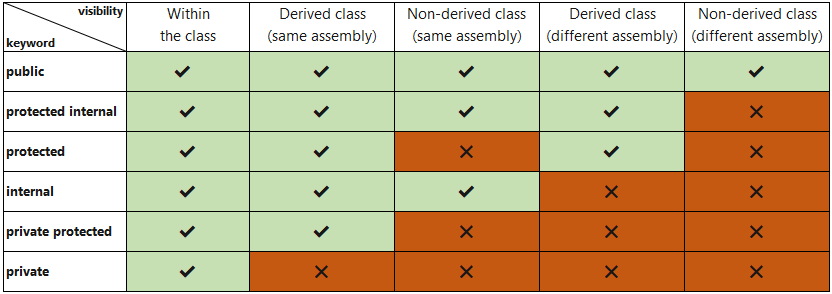 visibility
keyword
Within
the class
Derived class
(same assembly)
Non-derived class
(same assembly)
Derived class
(different assembly)
Non-derived class
(different assembly)
public ✔ ✔ ✔ ✔ ✔
protected internal ✔ ✔ ✔ ✔ ✕
protected ✔ ✔ ✕ ✔ ✕
internal ✔ ✔ ✔ ✕ ✕
private protected ✔ ✔ ✕ ✕ ✕
private ✔ ✕ ✕ ✕ ✕